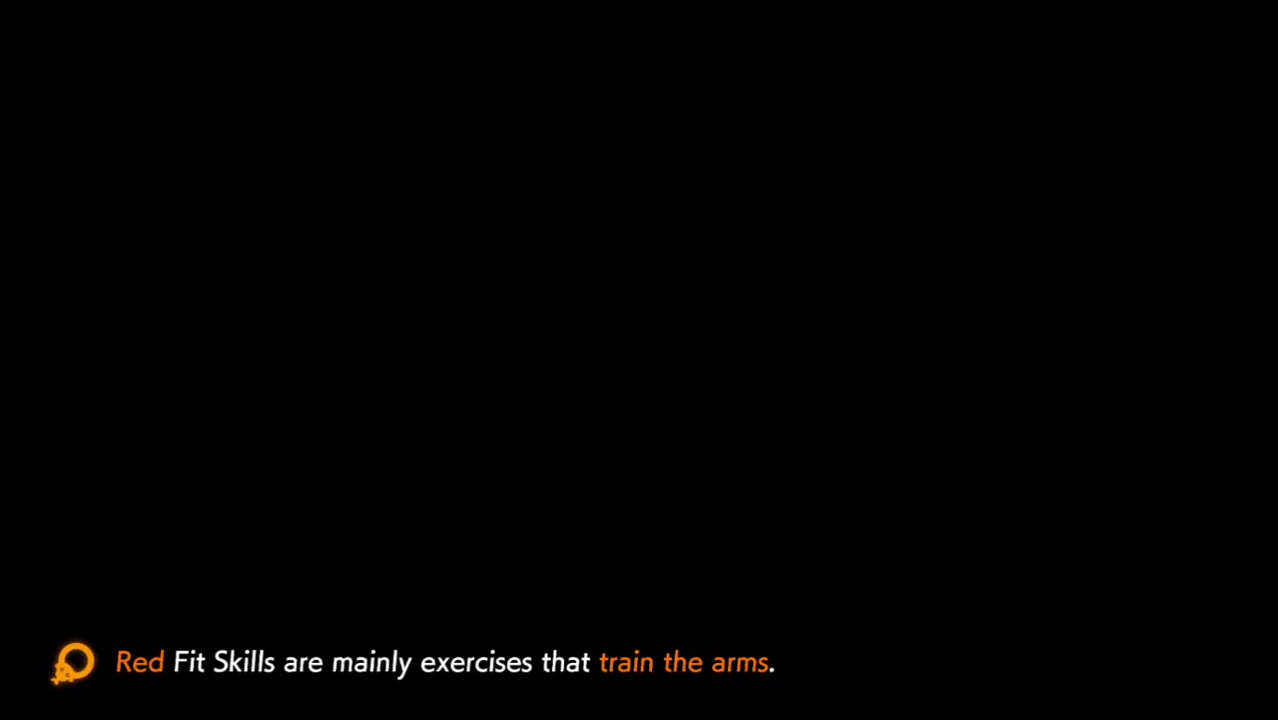 Red Fit Skills are mainly exercises that train the arms.